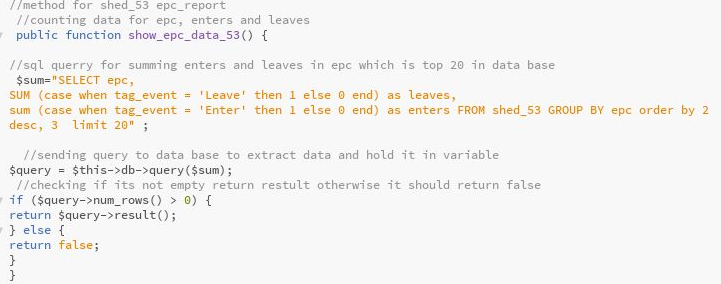 //method for shed_53 epc_report
//counting data for epc, enters and leaves
public function show_epc_data_53() {
//sql querry for summing enters and leaves in epc which is top 20 in data base
$sum="SELECT epc,
SUM (case when tag_event = 'Leave' then 1 else 0 end) as leaves,
sum (case when tag_event = 'Enter' then 1 else 0 end) as enters FROM shed_53 GROUP BY epc order by 2
desc, 3  limit 20" ;
//sending query to data base to extract data and hold it in variable
$query = $this->db->query($sum);
//checking if its not empty return restult otherwise it should return false
if ($query->num_rows() > 0) {
return $query->result();
} else {
return false;
}
}